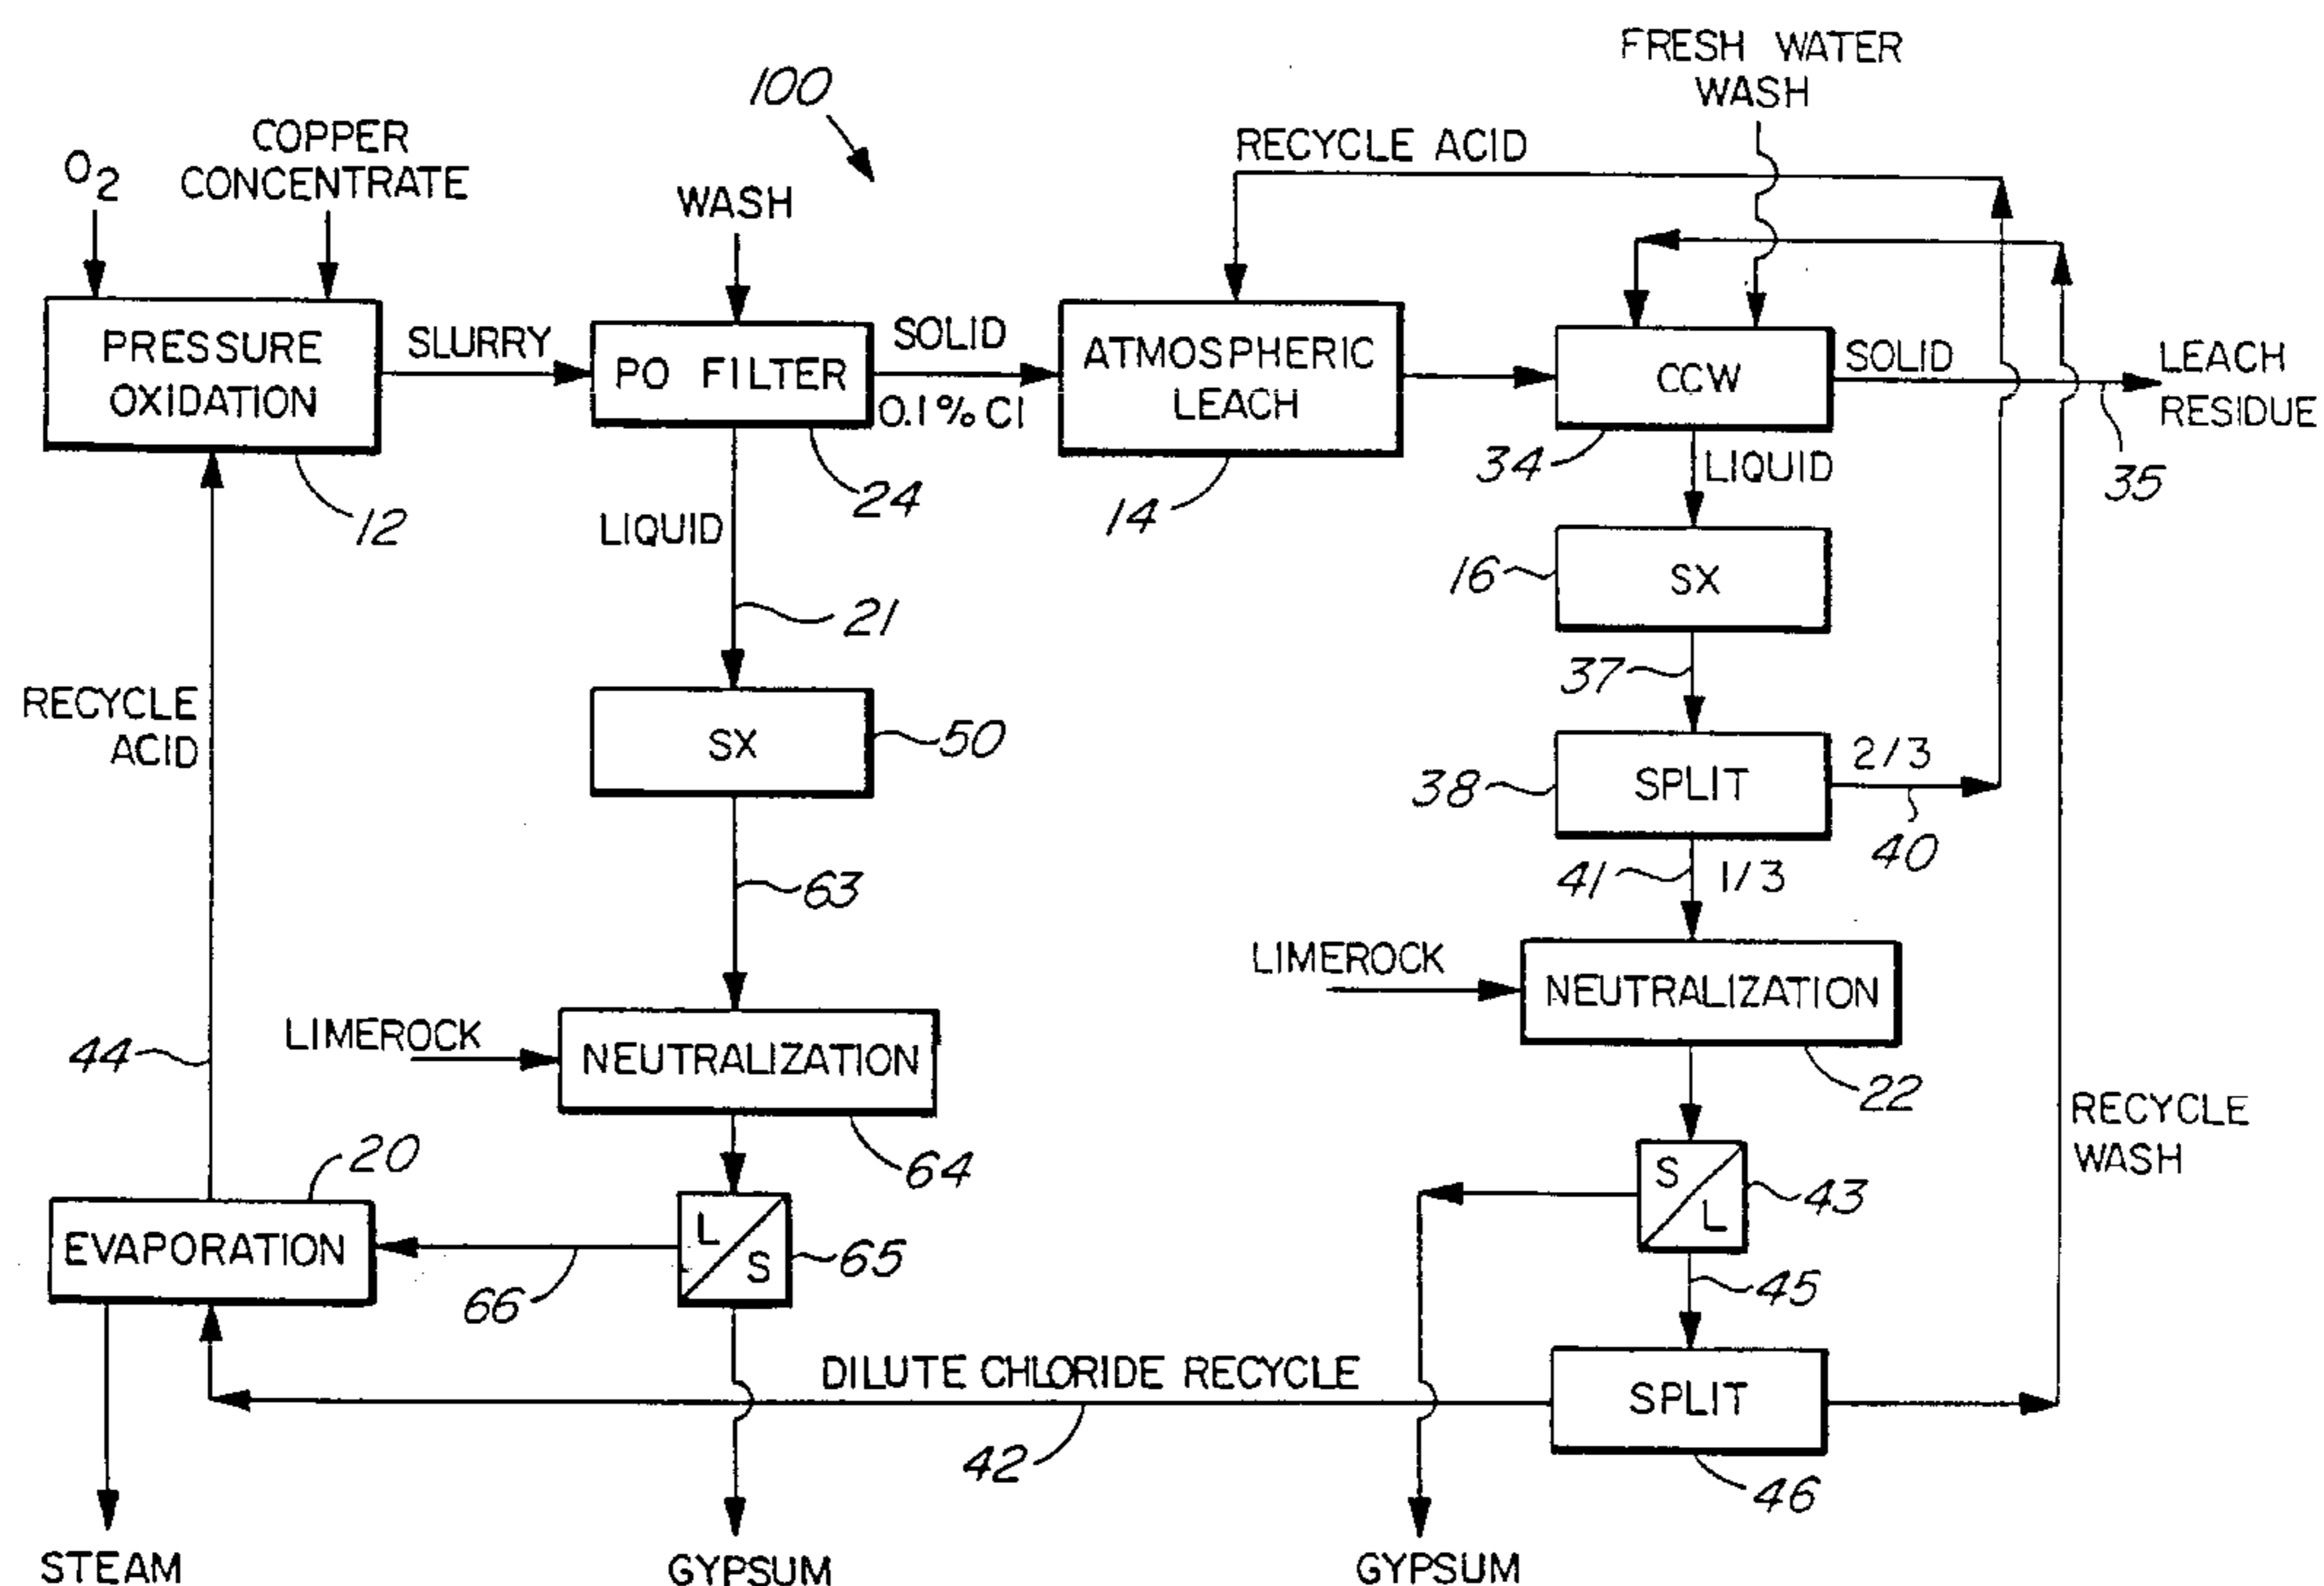 FRESH WATER
WASH
100
RECYCLE ACID
COPPER
CONCENTRATE
O2
WASH
PRESSURE
OXIDATION
SLURRY
PO FILTER
SOLID
0.1% Cl
ATMOSPHERIC
LEACH
CCW
SOLID
LEACH
RESIDUE
12
24
14
34
LIQUID
35
LIQUID
21
16
SX
37
RECYCLE
ACID
SX
50
38
SPLIT
2/3
40
41
1/3
63
LIMEROCK
NEUTRALIZATION
22
44
LIMEROCK
NEUTRALIZATION
64
RECYCLE
WASH
20
EVAPORATION
66
L
S
65
S
L
43
45
DILUTE CHLORIDE RECYCLE
42
SPLIT
46
STEAM
GYPSUM
GYPSUM